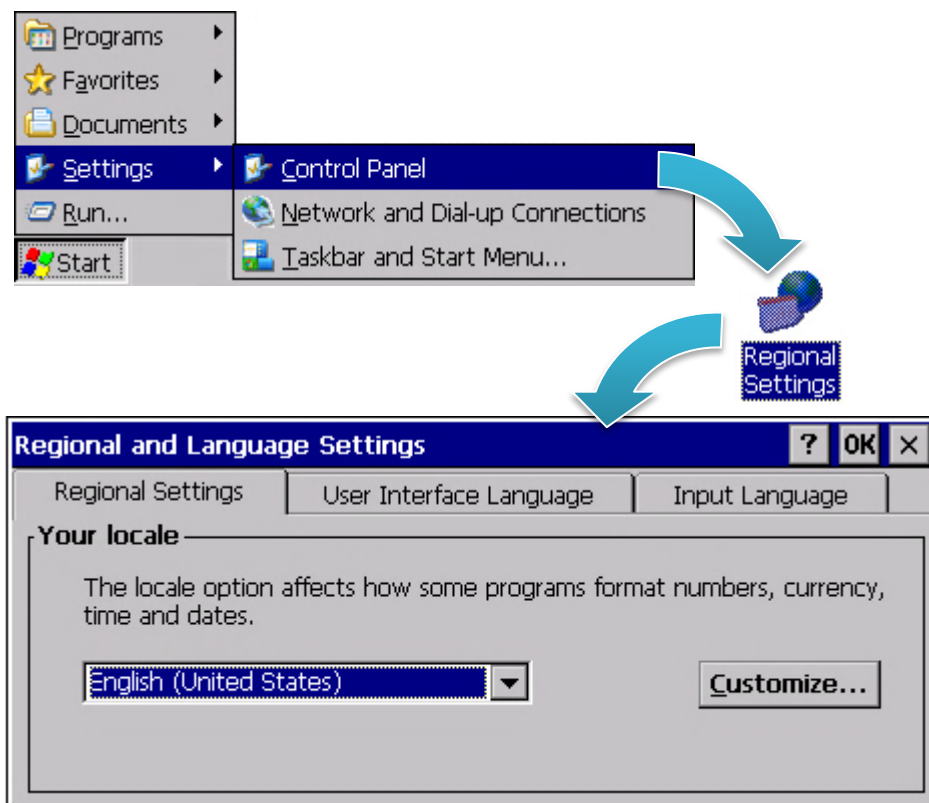 Programs
Favorites
Documents
Settings
Control Panel
Run...
Network and Dial-up Connections
Start
Taskbar and Start Menu...
Regional
Settings
Regional and Language Settings
? OK ×
Regional Settings
User Interface Language
Input Language
Your locale
The locale option affects how some programs format numbers, currency,
time and dates.
English (United States)
Customize...